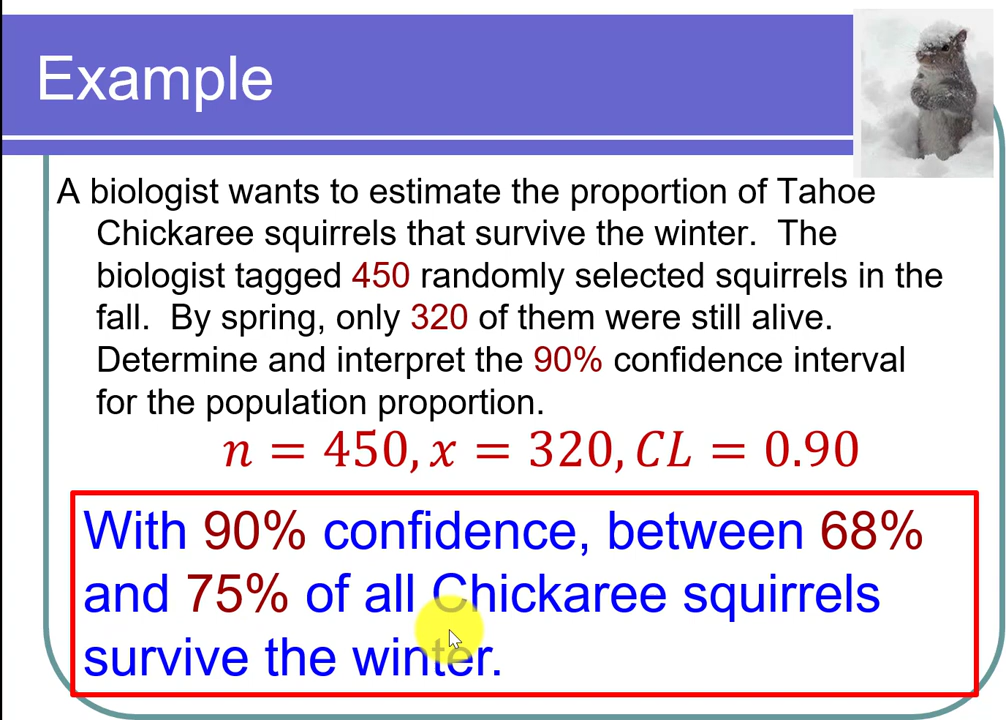 Example
A biologist wants to estimate the proportion of Tahoe
Chickaree squirrels that survive the winter.  The
biologist tagged 450 randomly selected squirrels in the
fall.  By spring, only 320 of them were still alive.
Determine and interpret the 90% confidence interval
for the population proportion.
n = 450, x = 320, CL = 0.90
With 90% confidence, between 68%
and 75% of all Chickaree squirrels
survive the winter.